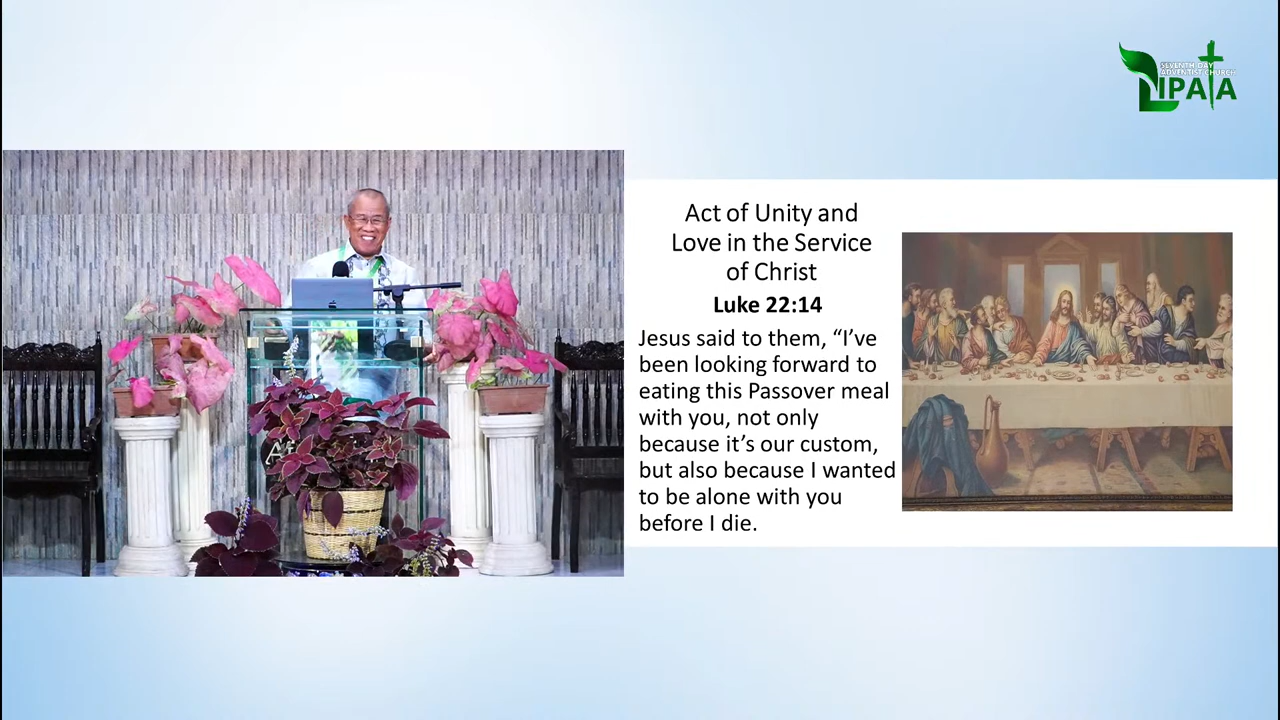 SEVENTH-DAY
ADVENTIST CHURCH
LIPATA
Act of Unity and
Love in the Service
of Christ
Luke 22:14
Jesus said to them, “I’ve
been looking forward to
eating this Passover meal
with you, not only
because it’s our custom,
but also because I wanted
to be alone with you
before I die.